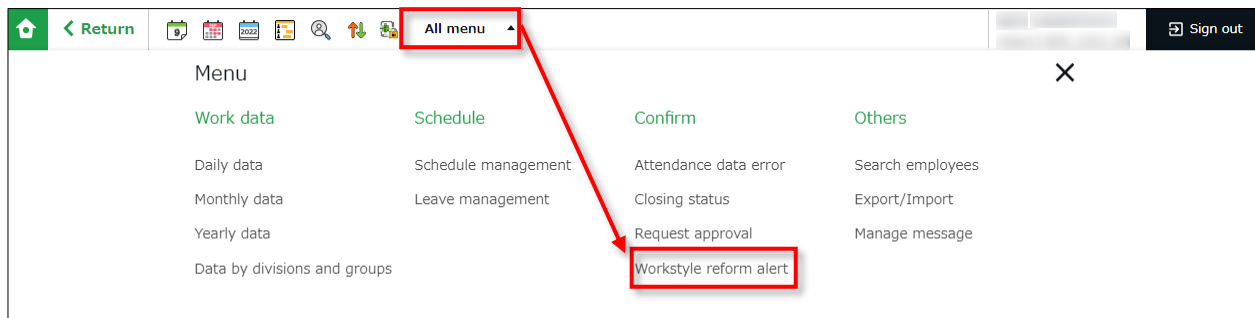 Return 9 2022 All menu Sign out
Menu
Work data Schedule Confirm Others
Daily data Schedule management Attendance data error Search employees
Monthly data Leave management Closing status Export/Import
Yearly data Request approval Manage message
Data by divisions and groups Workstyle reform alert